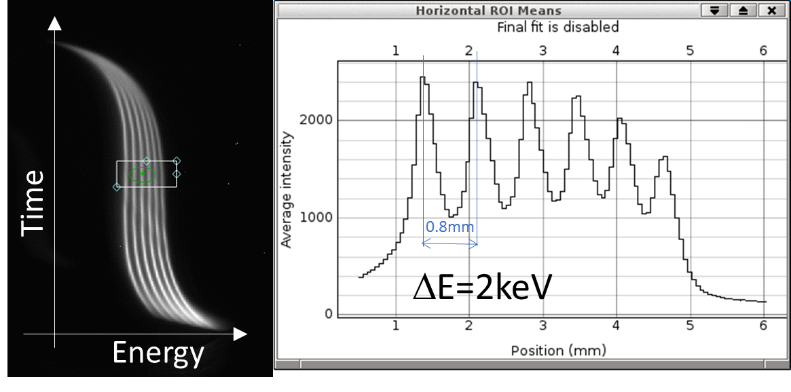 Time
Energy
Horizontal ROI Means
Final fit is disabled
1 2 3 4 5 6
2000
1000
0
Average intensity
0.8mm
ΔE=2keV
1 2 3 4 5 6
Position (mm)